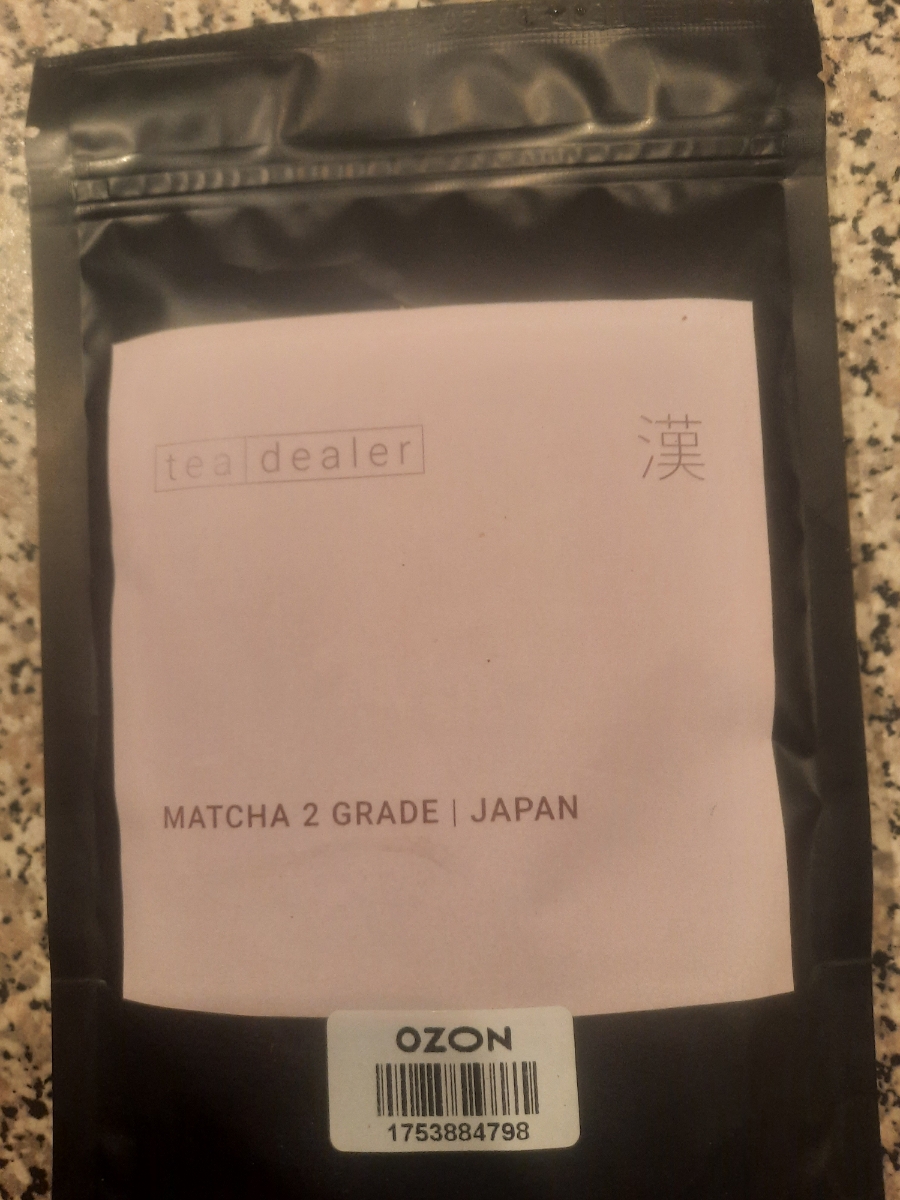 tea dealer
漢
MATCHA 2 GRADE | JAPAN
OZON
1753884798